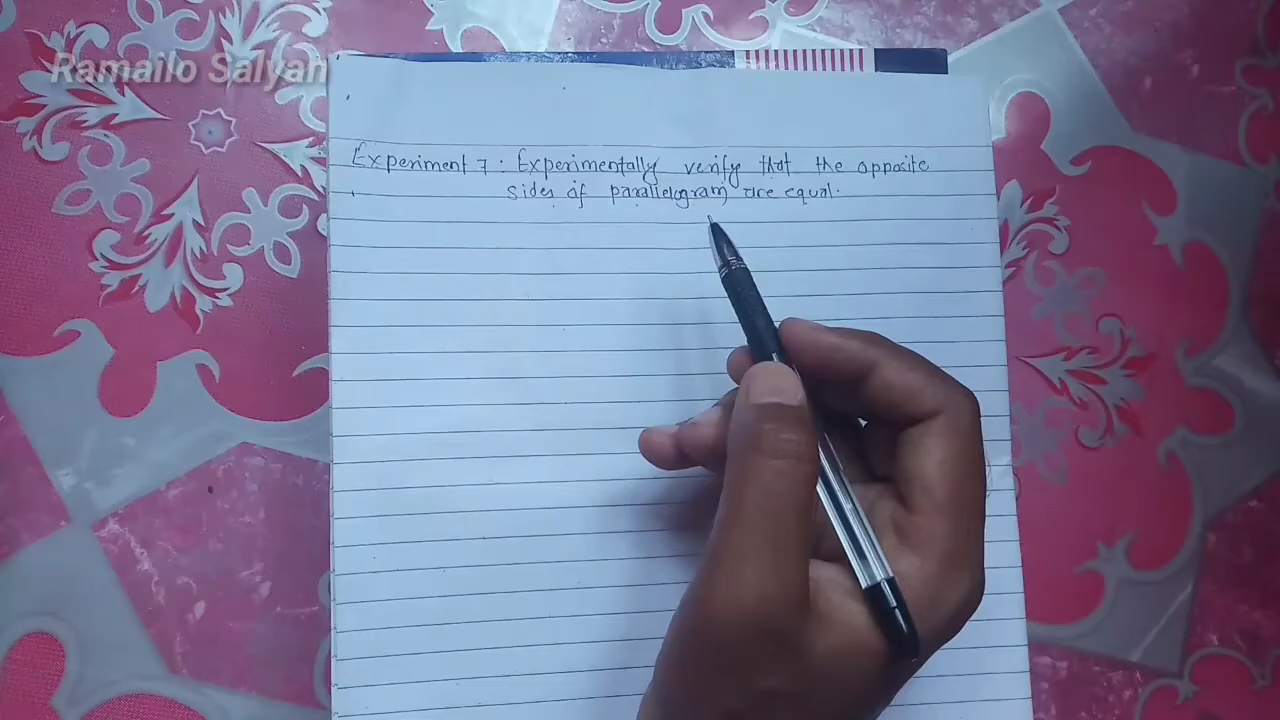 Ramailo Salyan
Experiment 7 : Experimentally verify that the opposite
sides of parallelogram are equal.